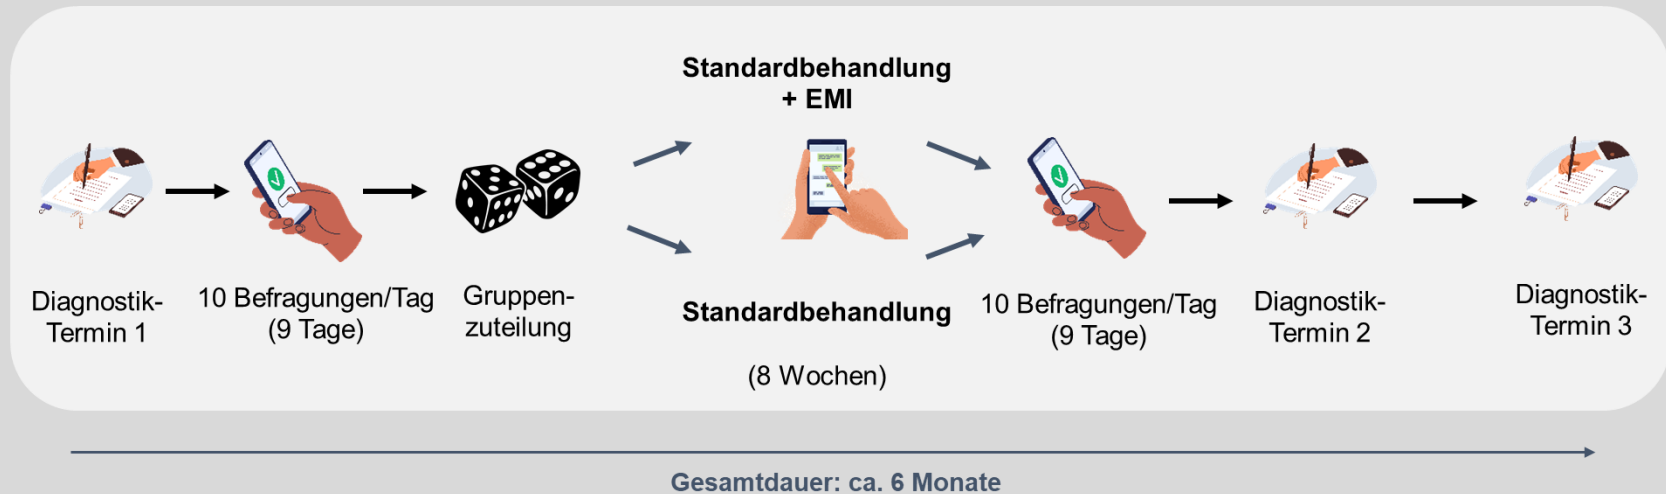 Standardbehandlung
+ EMI
Diagnostik-
Termin 1
10 Befragungen/Tag
(9 Tage)
Gruppen-
zuteilung
Standardbehandlung
(8 Wochen)
10 Befragungen/Tag
(9 Tage)
Diagnostik-
Termin 2
Diagnostik-
Termin 3
Gesamtdauer: ca. 6 Monate